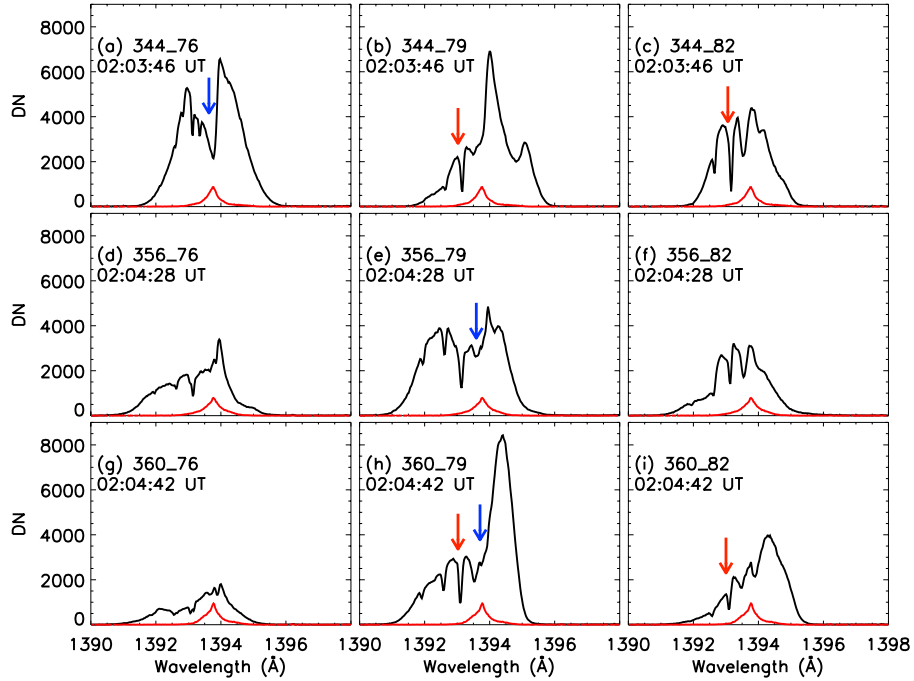 8000
6000
4000
2000
0
DN
(a) 344_76
02:03:46 UT
(b) 344_79
02:03:46 UT
(c) 344_82
02:03:46 UT
8000
6000
4000
2000
0
DN
(d) 356_76
02:04:28 UT
(e) 356_79
02:04:28 UT
(f) 356_82
02:04:28 UT
8000
6000
4000
2000
0
DN
(g) 360_76
02:04:42 UT
(h) 360_79
02:04:42 UT
(i) 360_82
02:04:42 UT
1390 1392 1394 1396 1390 1392 1394 1396 1390 1392 1394 1396 1398
Wavelength (Å) Wavelength (Å) Wavelength (Å)